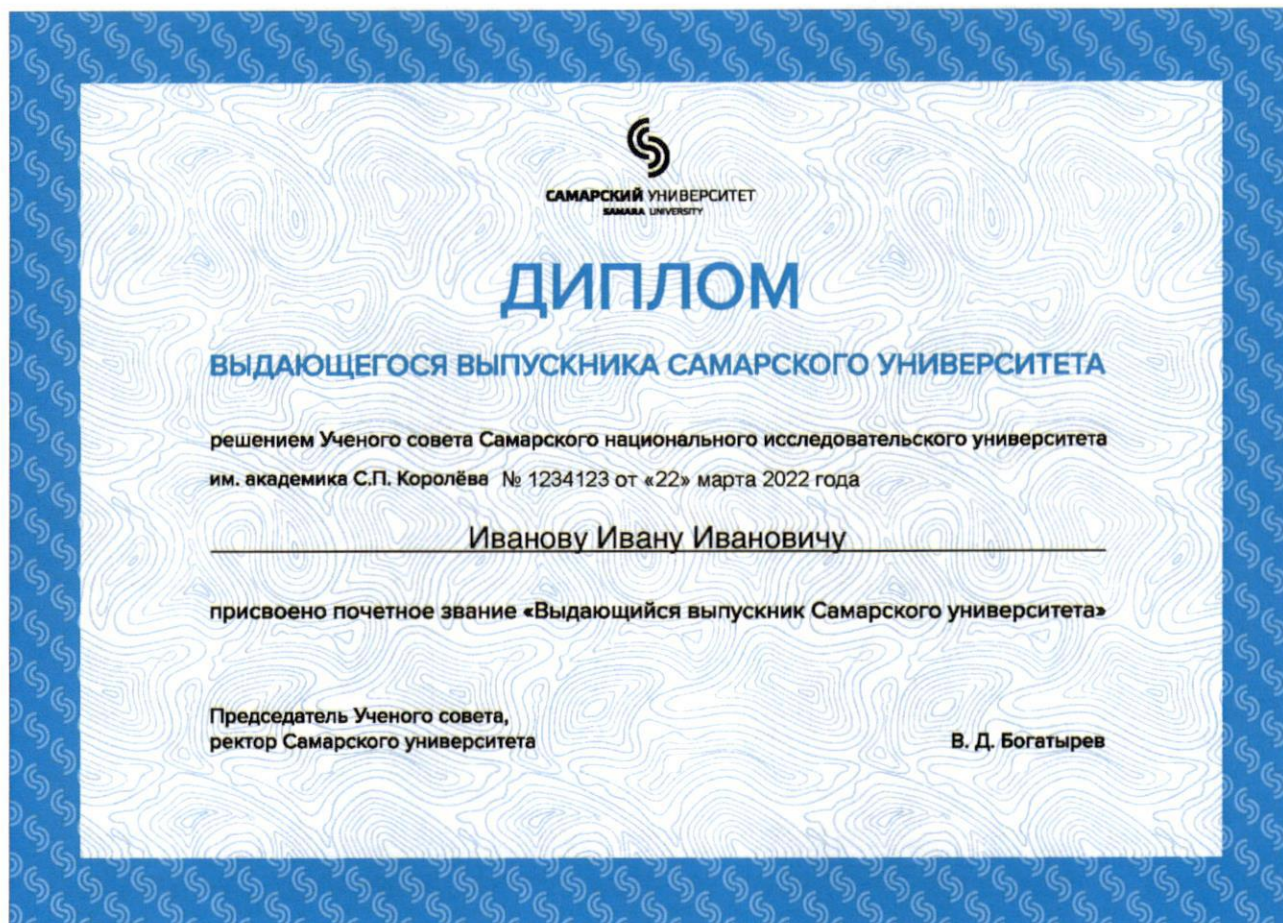 САМАРСКИЙ УНИВЕРСИТЕТ
SAMARA UNIVERSITY
ДИПЛОМ
ВЫДАЮЩЕГОСЯ ВЫПУСКНИКА САМАРСКОГО УНИВЕРСИТЕТА
решением Ученого совета Самарского национального исследовательского университета
им. академика С.П. Королёва № 1234123 от «22» марта 2022 года
Иванову Ивану Ивановичу
присвоено почетное звание «Выдающийся выпускник Самарского университета»
Председатель Ученого совета,
ректор Самарского университета В. Д. Богатырев